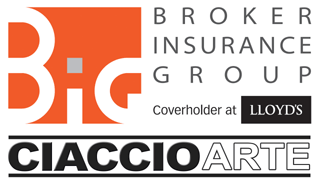 BiG
BROKER
INSURANCE
GROUP
Coverholder at LLOYD'S
CIACCIOARTE